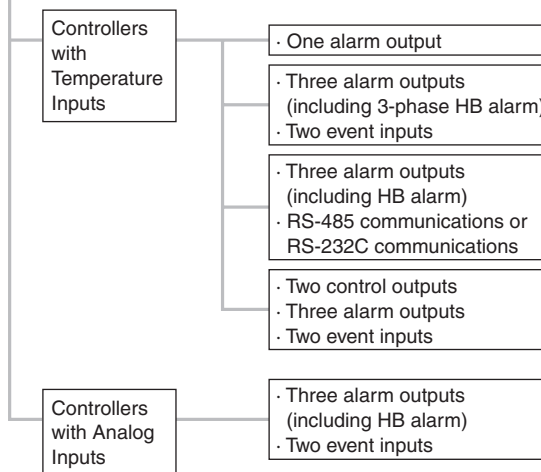 Controllers
with
Temperature
Inputs
· One alarm output
· Three alarm outputs
(including 3-phase HB alarm)
· Two event inputs
· Three alarm outputs
(including HB alarm)
· RS-485 communications or
RS-232C communications
· Two control outputs
· Three alarm outputs
· Two event inputs
Controllers
with Analog
Inputs
· Three alarm outputs
(including HB alarm)
· Two event inputs